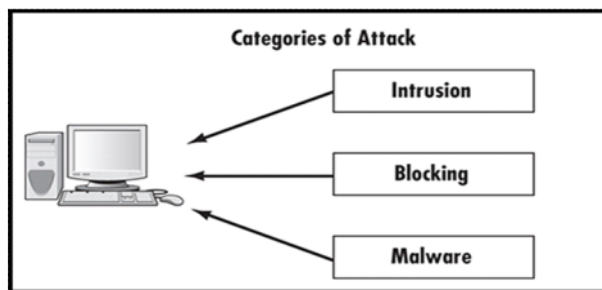 Categories of Attack
Intrusion
Blocking
Malware